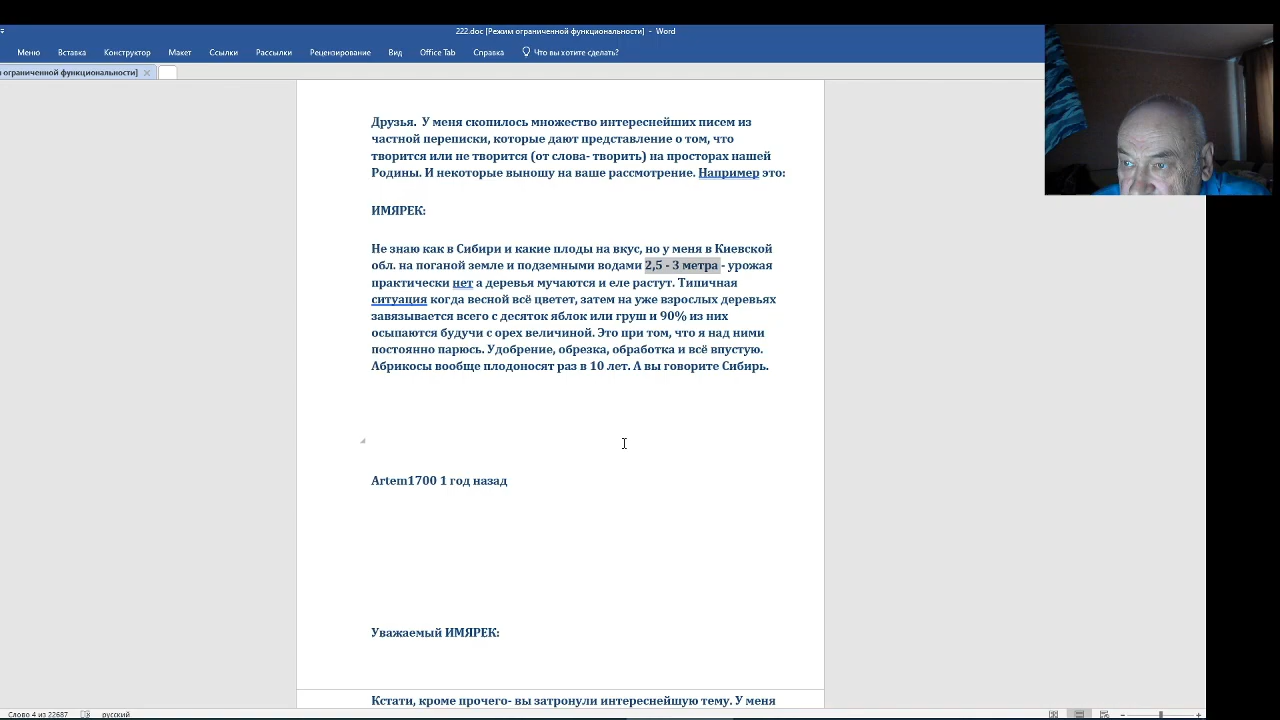 222.doc [Режим ограниченной функциональности] - Word
Меню Вставка Конструктор Макет Ссылки Рассылки Рецензирование Вид Office Tab Справка Что вы хотите сделать?
ограниченной функциональности]
Друзья. У меня скопилось множество интереснейших писем из
частной переписки, которые дают представление о том, что
творится или не творится (от слова- творить) на просторах нашей
Родины. И некоторые выношу на ваше рассмотрение. Например это:
ИМЯРЕК:
Не знаю как в Сибири и какие плоды на вкус, но у меня в Киевской
обл. на поганой земле и подземными водами 2,5 - 3 метра - урожая
практически нет а деревья мучаются и еле растут. Типичная
ситуация когда весной всё цветет, затем на уже взрослых деревьях
завязывается всего с десяток яблок или груш и 90% из них
осыпаются будучи с орех величиной. Это при том, что я над ними
постоянно парюсь. Удобрение, обрезка, обработка и всё впустую.
Абрикосы вообще плодоносят раз в 10 лет. А вы говорите Сибирь.
Artem1700 1 год назад
Уважаемый ИМЯРЕК:
Кстати, кроме прочего- вы затронули интереснейшую тему. У меня
Слово 4 из 22687 русский